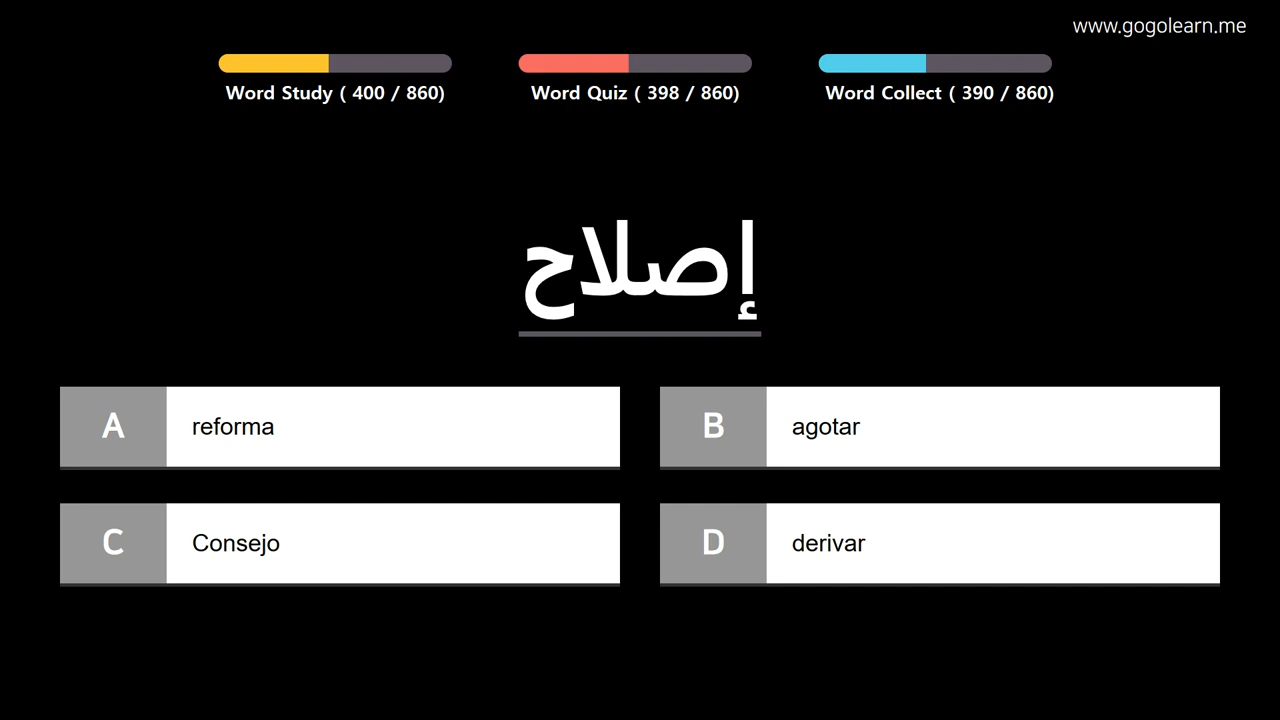 www.gogolearn.me
Word Study ( 400 / 860)
Word Quiz ( 398 / 860)
Word Collect ( 390 / 860)
إصلاح
A reforma
B agotar
C Consejo
D derivar